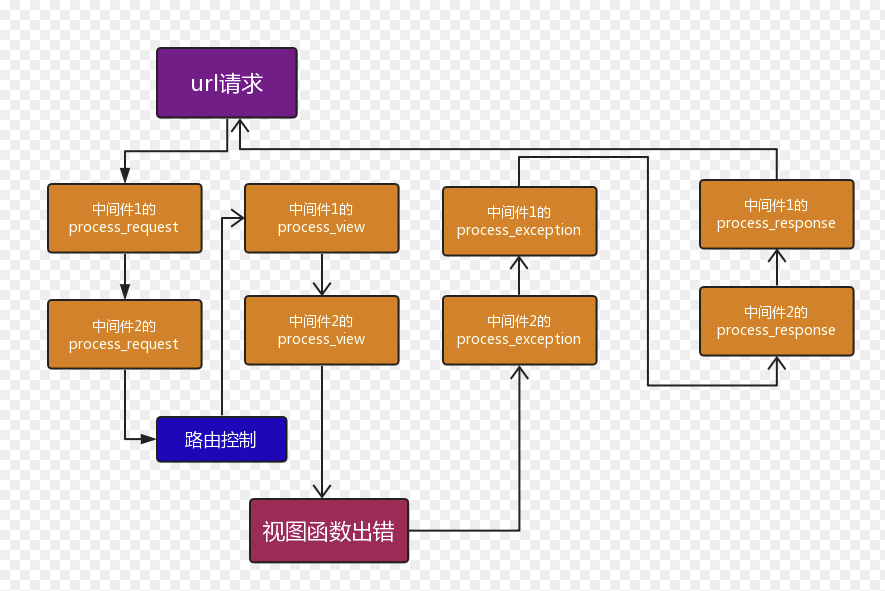 url请求
中间件1的
process_request
中间件2的
process_request
路由控制
中间件1的
process_view
中间件2的
process_view
视图函数出错
中间件2的
process_exception
中间件1的
process_exception
中间件2的
process_response
中间件1的
process_response